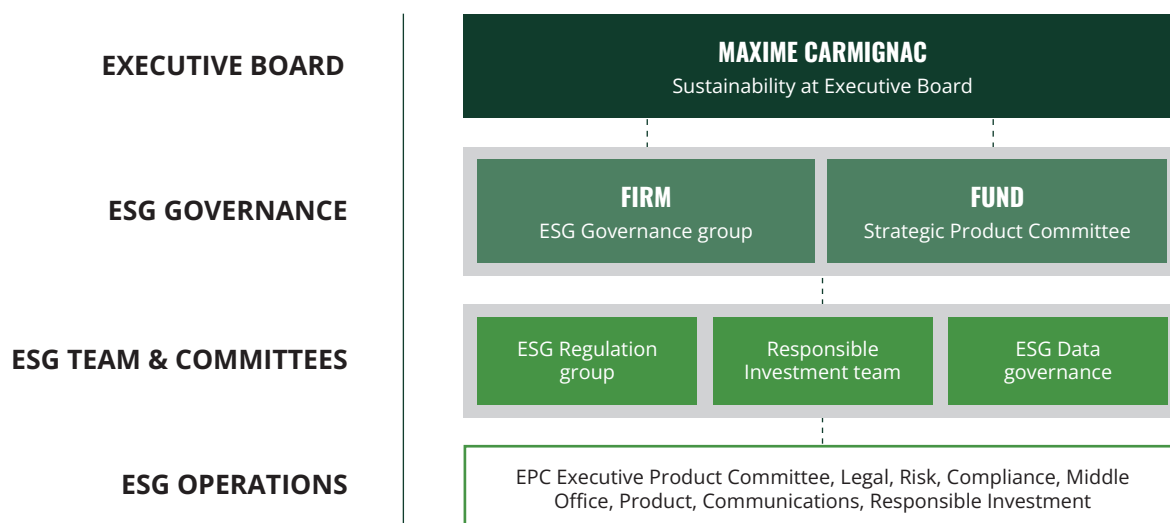 EXECUTIVE BOARD
MAXIME CARMIGNAC
Sustainability at Executive Board
ESG GOVERNANCE
FIRM
ESG Governance group
FUND
Strategic Product Committee
ESG TEAM & COMMITTEES
ESG Regulation
group
Responsible
Investment team
ESG Data
governance
ESG OPERATIONS
EPC Executive Product Committee, Legal, Risk, Compliance, Middle
Office, Product, Communications, Responsible Investment